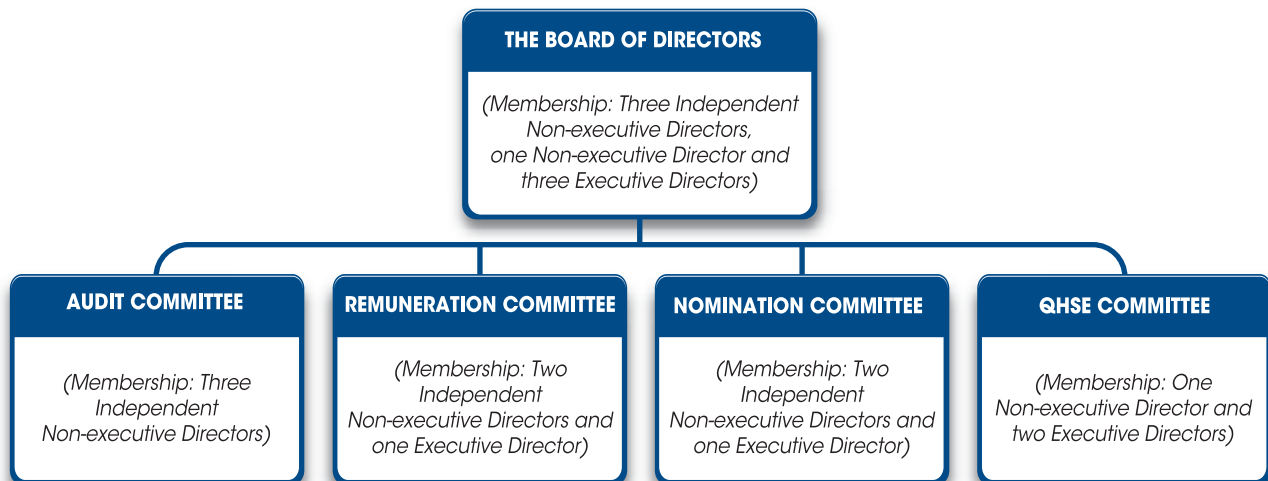 THE BOARD OF DIRECTORS
(Membership: Three Independent
Non-executive Directors,
one Non-executive Director and
three Executive Directors)
AUDIT COMMITTEE
(Membership: Three
Independent
Non-executive Directors)
REMUNERATION COMMITTEE
(Membership: Two
Independent
Non-executive Directors and
one Executive Director)
NOMINATION COMMITTEE
(Membership: Two
Independent
Non-executive Directors and
one Executive Director)
QHSE COMMITTEE
(Membership: One
Non-executive Director and
two Executive Directors)